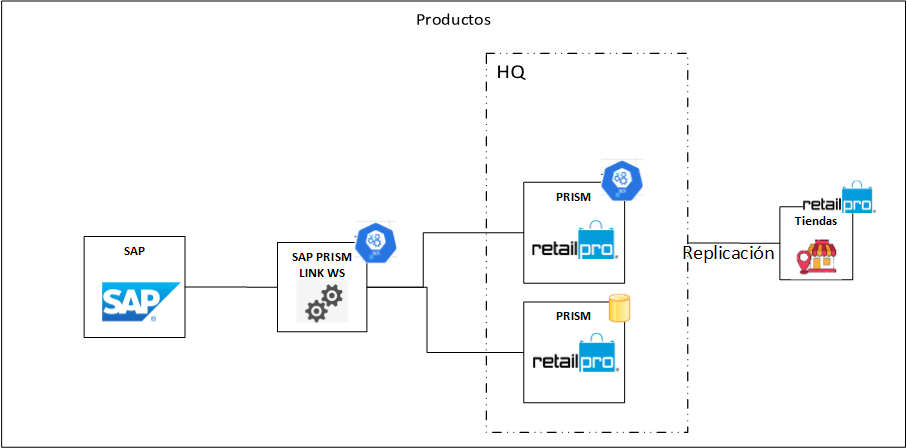 Productos
HQ
PRISM
retailpro
retailpro
Tiendas
SAP
SAP
SAP PRISM
LINK WS
Replicación
PRISM
retailpro